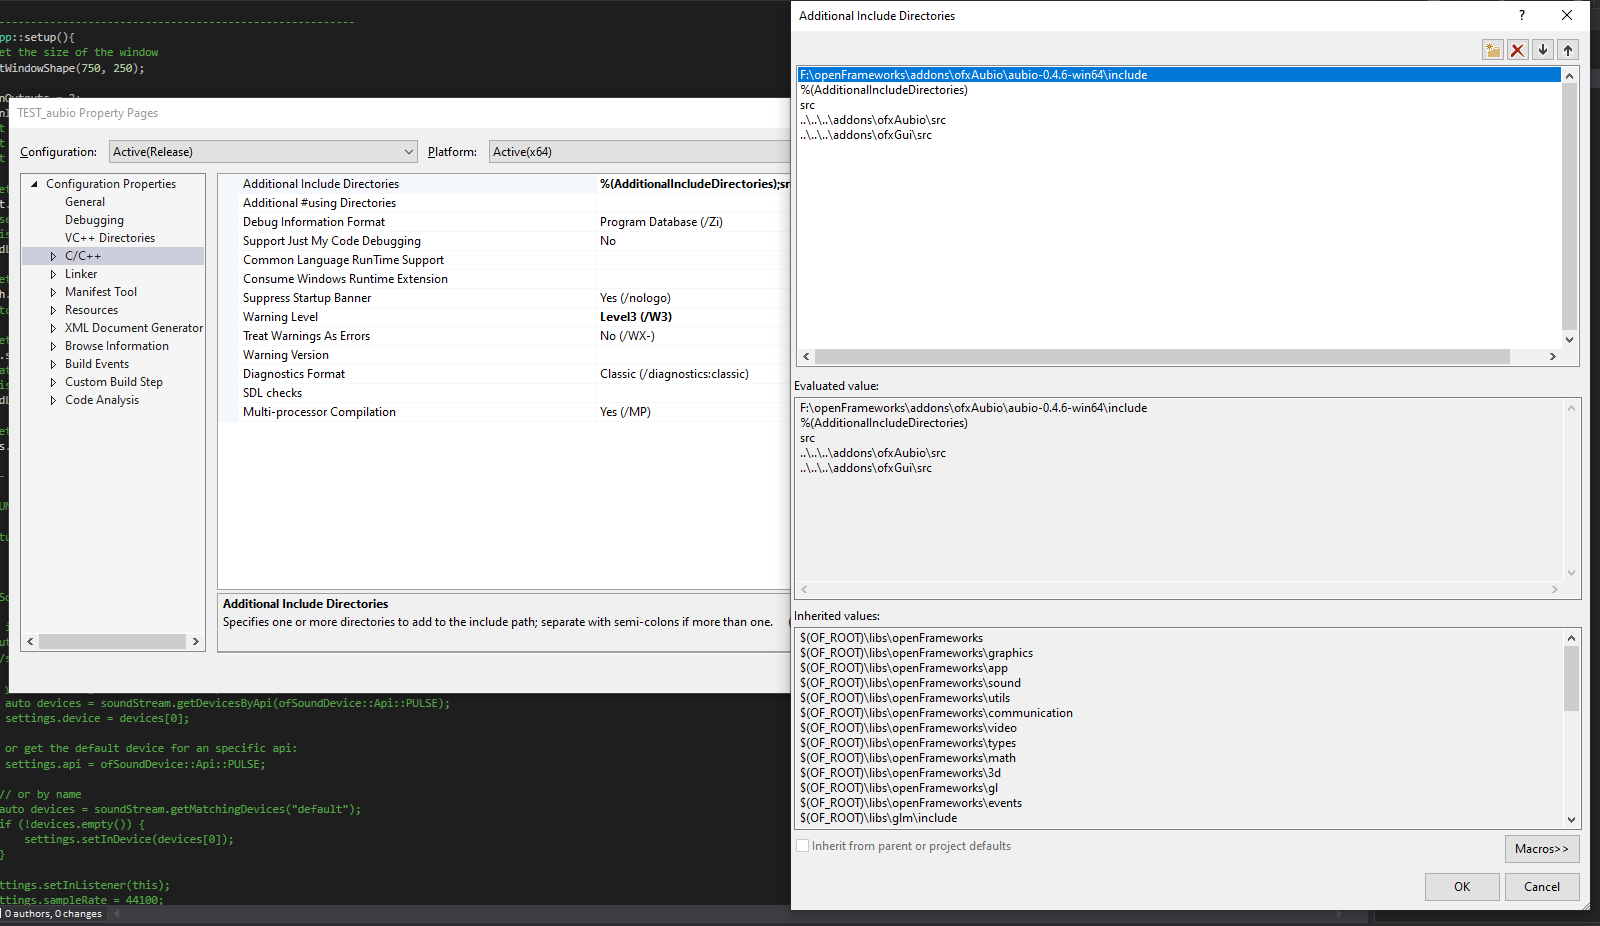 pp::setup(){
et the size of the window
tWindowShape(750, 250);
TEST_aubio Property Pages
Configuration:
Active(Release)
Platform:
Active(x64)
Configuration Properties
General
Debugging
VC++ Directories
C/C++
Linker
Manifest Tool
Resources
XML Document Generator
Browse Information
Build Events
Custom Build Step
Code Analysis
Additional Include Directories
%(AdditionalIncludeDirectories);sr
Additional #using Directories
Debug Information Format
Program Database (/Zi)
Support Just My Code Debugging
No
Common Language RunTime Support
Consume Windows Runtime Extension
Suppress Startup Banner
Yes (/nologo)
Warning Level
Level3 (/W3)
Treat Warnings As Errors
No (/WX-)
Warning Version
Diagnostics Format
Classic (/diagnostics:classic)
SDL checks
Multi-processor Compilation
Yes (/MP)
Additional Include Directories
Specifies one or more directories to add to the include path; separate with semi-colons if more than one.
auto devices = soundStream.getDevicesByApi(ofSoundDevice::Api::PULSE);
settings.device = devices[0];
or get the default device for an specific api:
settings.api = ofSoundDevice::Api::PULSE;
// or by name
auto devices = soundStream.getMatchingDevices("default");
if (!devices.empty()) {
settings.setInDevice(devices[0]);
}
ttings.setInListener(this);
ttings.sampleRate = 44100;
0 authors, 0 changes
Additional Include Directories
?
F:\openFrameworks\addons\ofxAubio\aubio-0.4.6-win64\include
%(AdditionalIncludeDirectories)
src
..\..\..\addons\ofxAubio\src
..\..\..\addons\ofxGui\src
Evaluated value:
F:\openFrameworks\addons\ofxAubio\aubio-0.4.6-win64\include
%(AdditionalIncludeDirectories)
src
..\..\..\addons\ofxAubio\src
..\..\..\addons\ofxGui\src
Inherited values:
$(OF_ROOT)\libs\openFrameworks
$(OF_ROOT)\libs\openFrameworks\graphics
$(OF_ROOT)\libs\openFrameworks\app
$(OF_ROOT)\libs\openFrameworks\sound
$(OF_ROOT)\libs\openFrameworks\utils
$(OF_ROOT)\libs\openFrameworks\communication
$(OF_ROOT)\libs\openFrameworks\video
$(OF_ROOT)\libs\openFrameworks\types
$(OF_ROOT)\libs\openFrameworks\math
$(OF_ROOT)\libs\openFrameworks\3d
$(OF_ROOT)\libs\openFrameworks\gl
$(OF_ROOT)\libs\openFrameworks\events
$(OF_ROOT)\libs\glm\include
Inherit from parent or project defaults
Macros>>
OK
Cancel